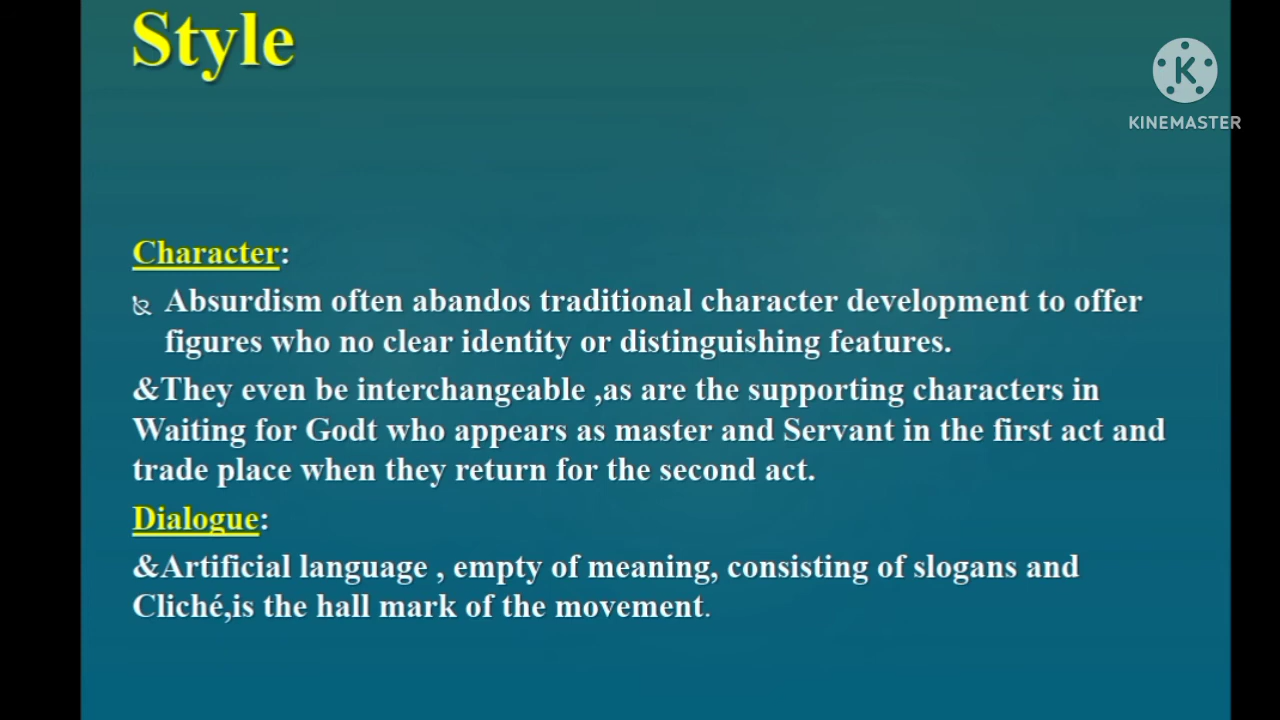 Style
KINEMASTER
Character:
Absurdism often abandos traditional character development to offer
figures who no clear identity or distinguishing features.
&They even be interchangeable ,as are the supporting characters in
Waiting for Godt who appears as master and Servant in the first act and
trade place when they return for the second act.
Dialogue:
&Artificial language , empty of meaning, consisting of slogans and
Cliché,is the hall mark of the movement.